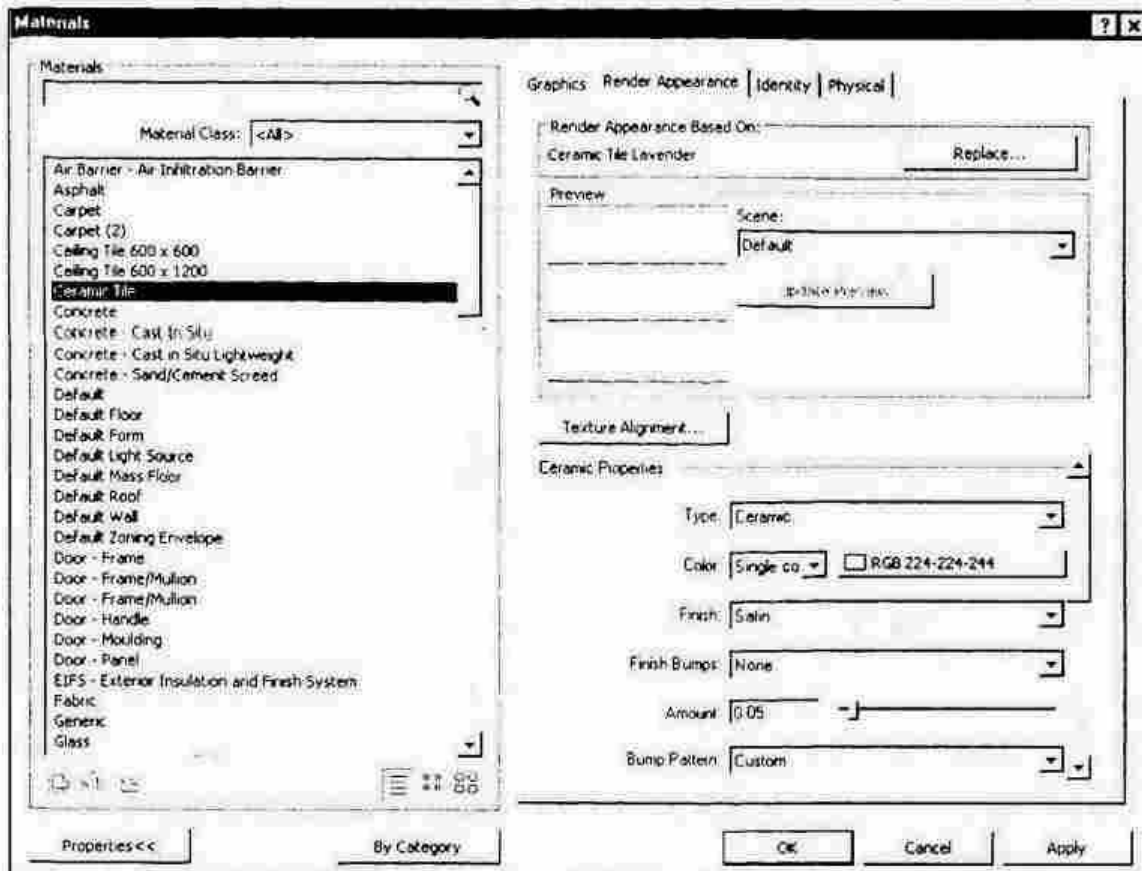 Materials
Materials
Material Class: <All>
Air Barrier - Air Infiltration Barrier
Asphalt
Carpet
Carpet (2)
Ceiling Tile 600 x 600
Ceiling Tile 600 x 1200
Ceramic Tile
Concrete
Concrete - Cast In Situ
Concrete - Cast in Situ Lightweight
Concrete - Sand/Cement Screed
Default
Default Floor
Default Form
Default Light Source
Default Mass Floor
Default Roof
Default Wall
Default Zoning Envelope
Door - Frame
Door - Frame/Mullion
Door - Frame/Mullion
Door - Handle
Door - Moulding
Door - Panel
EIFS - Exterior Insulation and Finish System
Fabric
Generic
Glass
Properties <<
By Category
Graphics Render Appearance Identity Physical
Render Appearance Based On:
Ceramic Tile Lavender
Replace...
Preview
Scene:
Default
Update Preview
Texture Alignment...
Ceramic Properties
Type: Ceramic
Color: Single co
RGB 224-224-244
Finish: Satin
Finish Bumps: None
Amount: 0.05
Bump Pattern: Custom
OK
Cancel
Apply